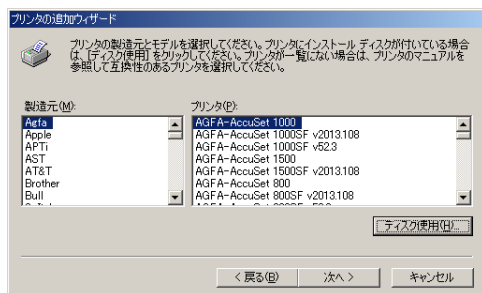 プリンタの追加ウィザード
プリンタの製造元とモデルを選択してください。プリンタにインストール ディスクが付いている場合
は、[ディスク使用] をクリックしてください。プリンタが一覧にない場合は、プリンタのマニュアルを
参照して互換性のあるプリンタを選択してください。
製造元(M):
Agfa
Apple
APTi
AST
AT&T
Brother
Bull
プリンタ(P):
AGFA-AccuSet 1000
AGFA-AccuSet 1000SF v2013.108
AGFA-AccuSet 1000SF v52.3
AGFA-AccuSet 1500
AGFA-AccuSet 1500SF v2013.108
AGFA-AccuSet 800
AGFA-AccuSet 800SF v2013.108
ディスク使用(H)...
< 戻る(B)
次へ >
キャンセル